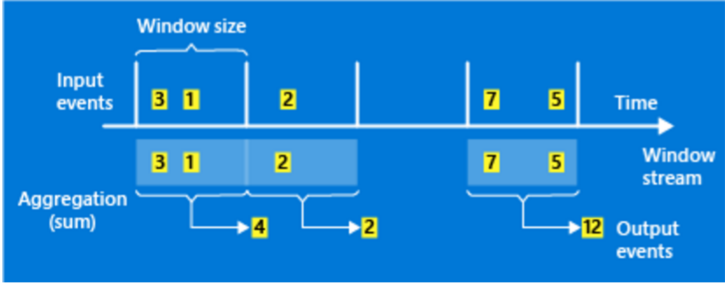 Window size
Input
events
3 1 2 7 5
Time
3 1 2 7 5
Window
stream
Aggregation
(sum)
4 2 12
Output
events